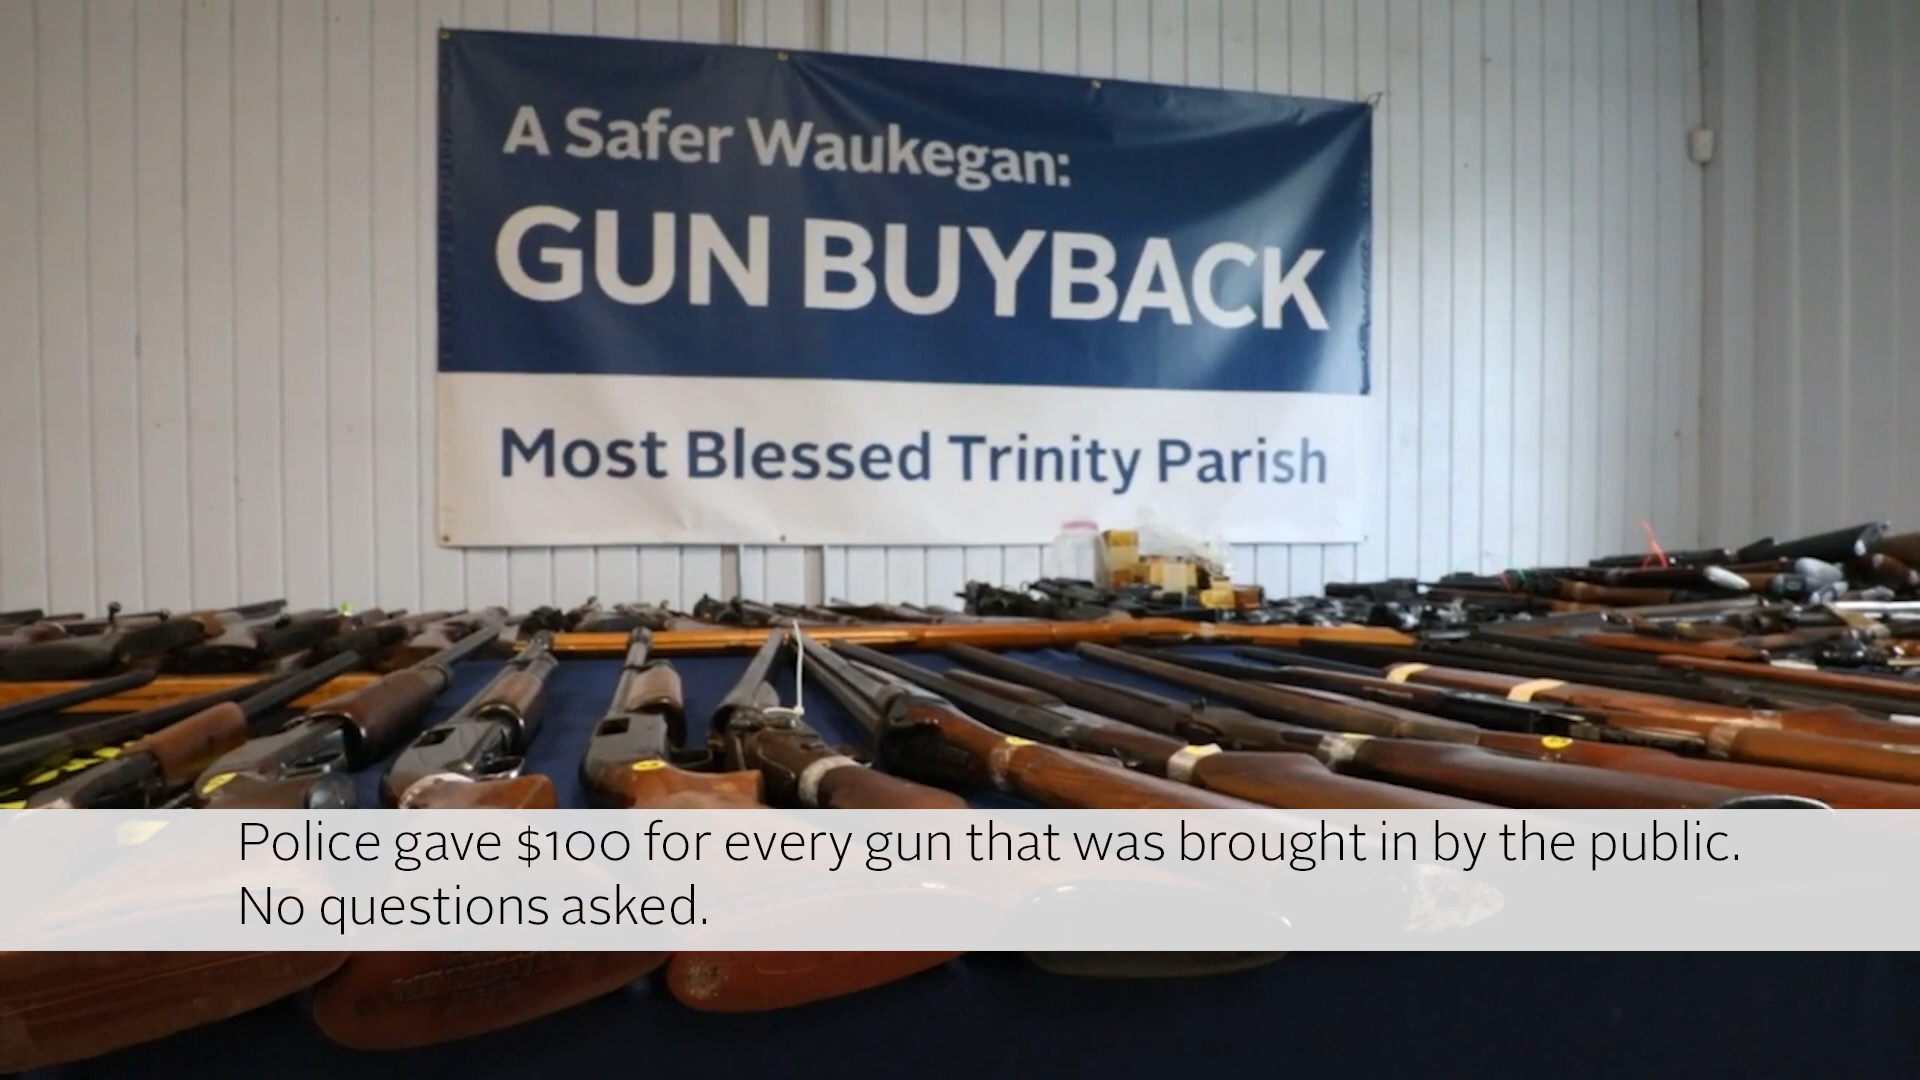 A Safer Waukegan:
GUN BUYBACK
Most Blessed Trinity Parish
Police gave $100 for every gun that was brought in by the public.
No questions asked.